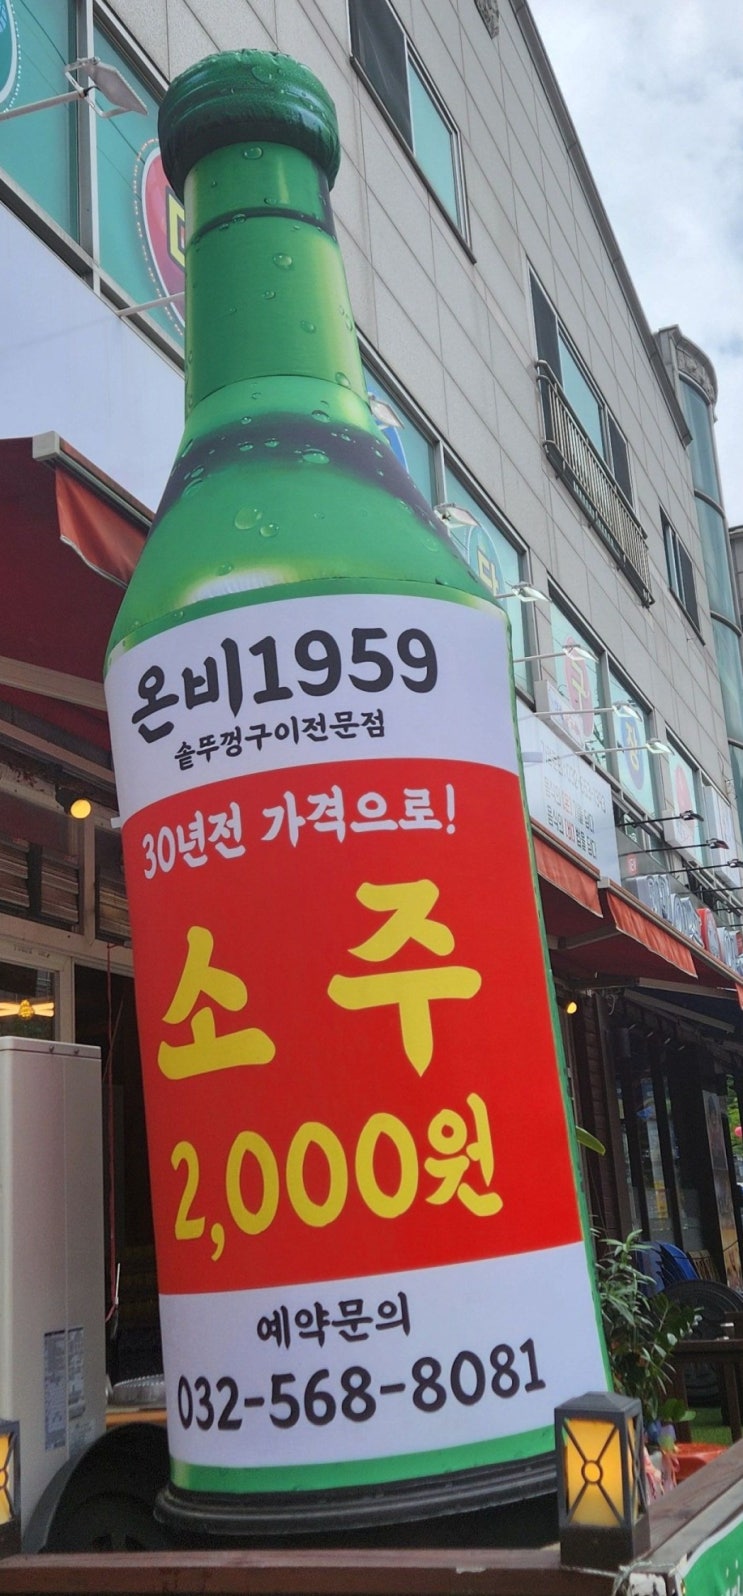 온비1959
솥뚜껑구이전문점
30년전 가격으로!
소 주
2,000원
예약문의
032-568-8081